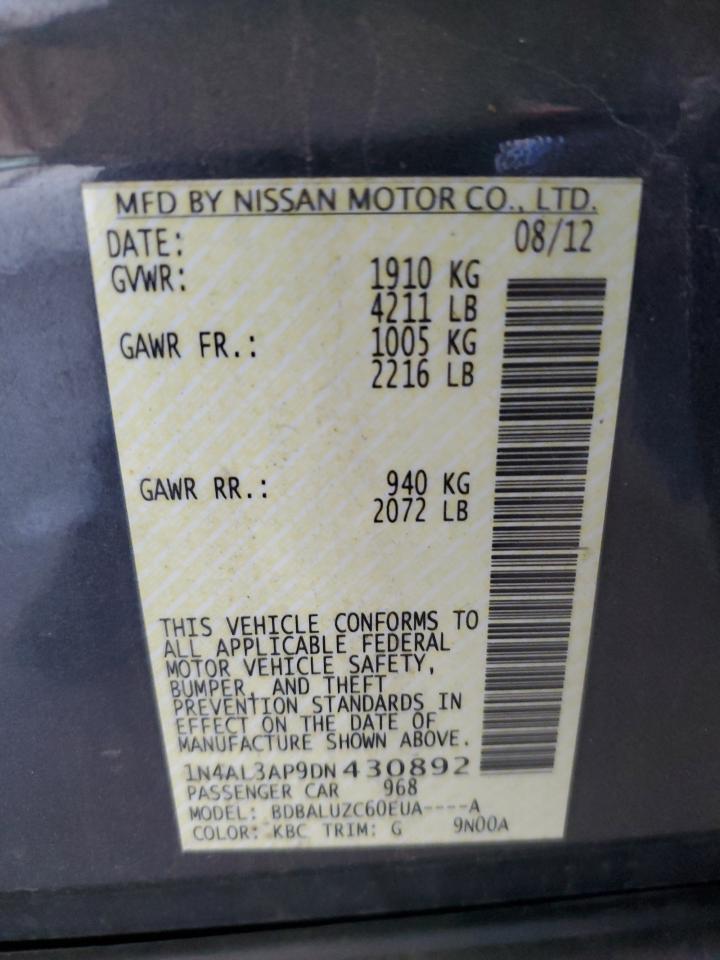 MFD BY NISSAN MOTOR CO., LTD.
DATE: 08/12
GVWR: 1910 KG
4211 LB
GAWR FR.: 1005 KG
2216 LB
GAWR RR.: 940 KG
2072 LB
THIS VEHICLE CONFORMS TO
ALL APPLICABLE FEDERAL
MOTOR VEHICLE SAFETY,
BUMPER, AND THEFT
PREVENTION STANDARDS IN
EFFECT ON THE DATE OF
MANUFACTURE SHOWN ABOVE.
1N4AL3AP9DN430892
PASSENGER CAR 968
MODEL: BDBALUZC60EUA----A
COLOR: KBC TRIM: G 9N00A